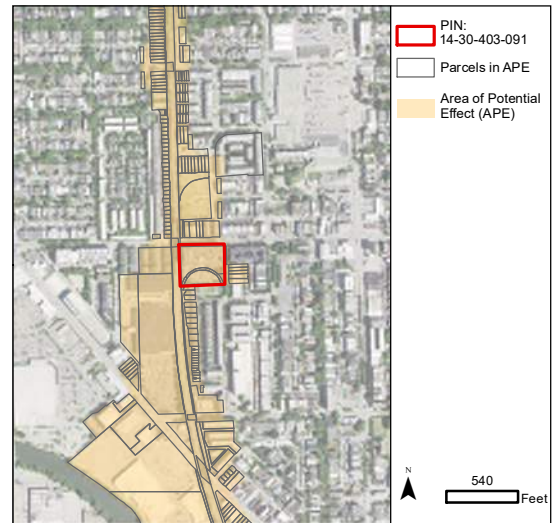 PIN:
14-30-403-091
Parcels in APE
Area of Potential
Effect (APE)
N
540
Feet